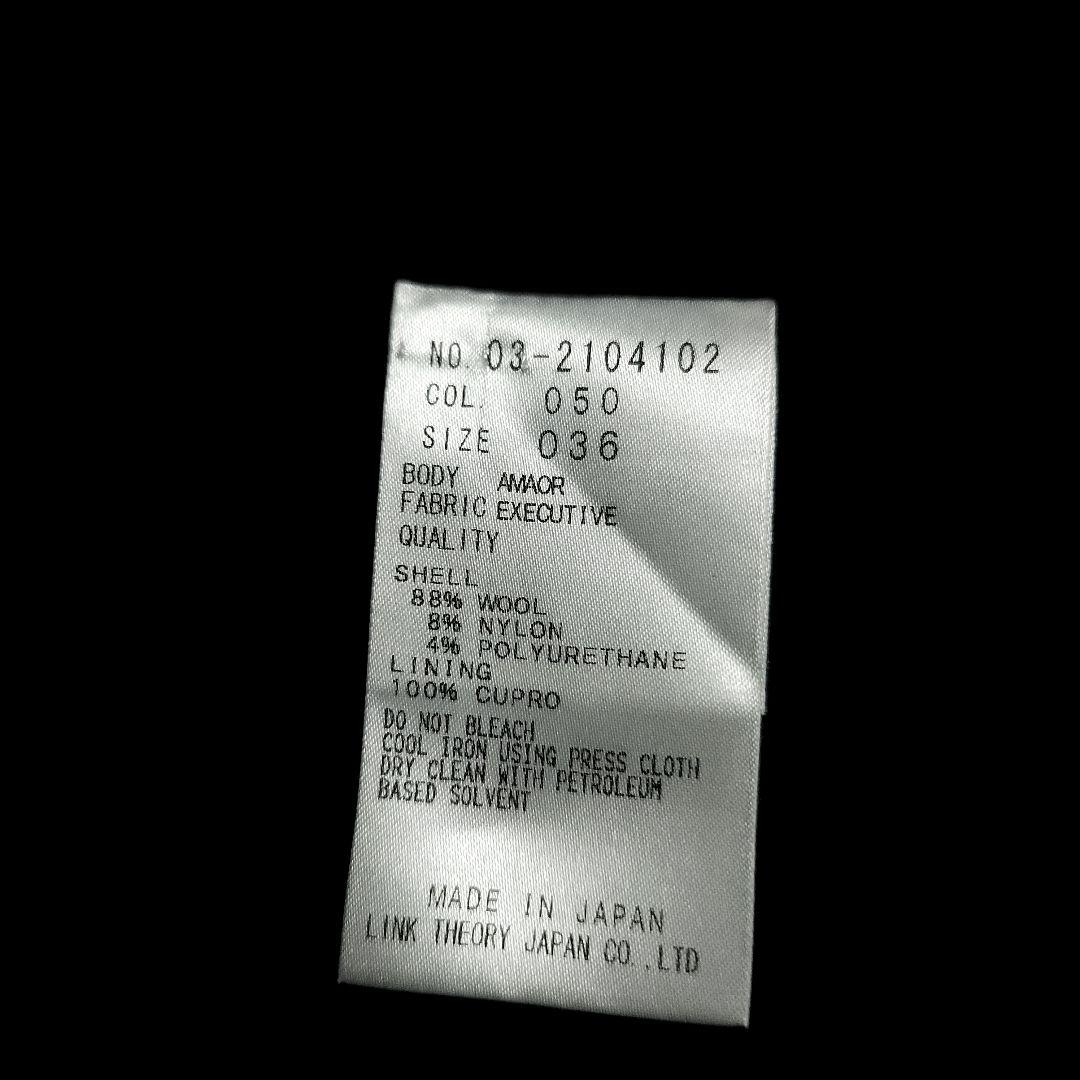 NO. 03-2104102
COL. 050
SIZE 036
BODY AMAOR
FABRIC EXECUTIVE
QUALITY
SHELL
88% WOOL
8% NYLON
4% POLYURETHANE
LINING
100% CUPRO
DO NOT BLEACH
COOL IRON USING PRESS CLOTH
DRY CLEAN WITH PETROLEUM
BASED SOLVENT
MADE IN JAPAN
LINK THEORY JAPAN CO.,LTD